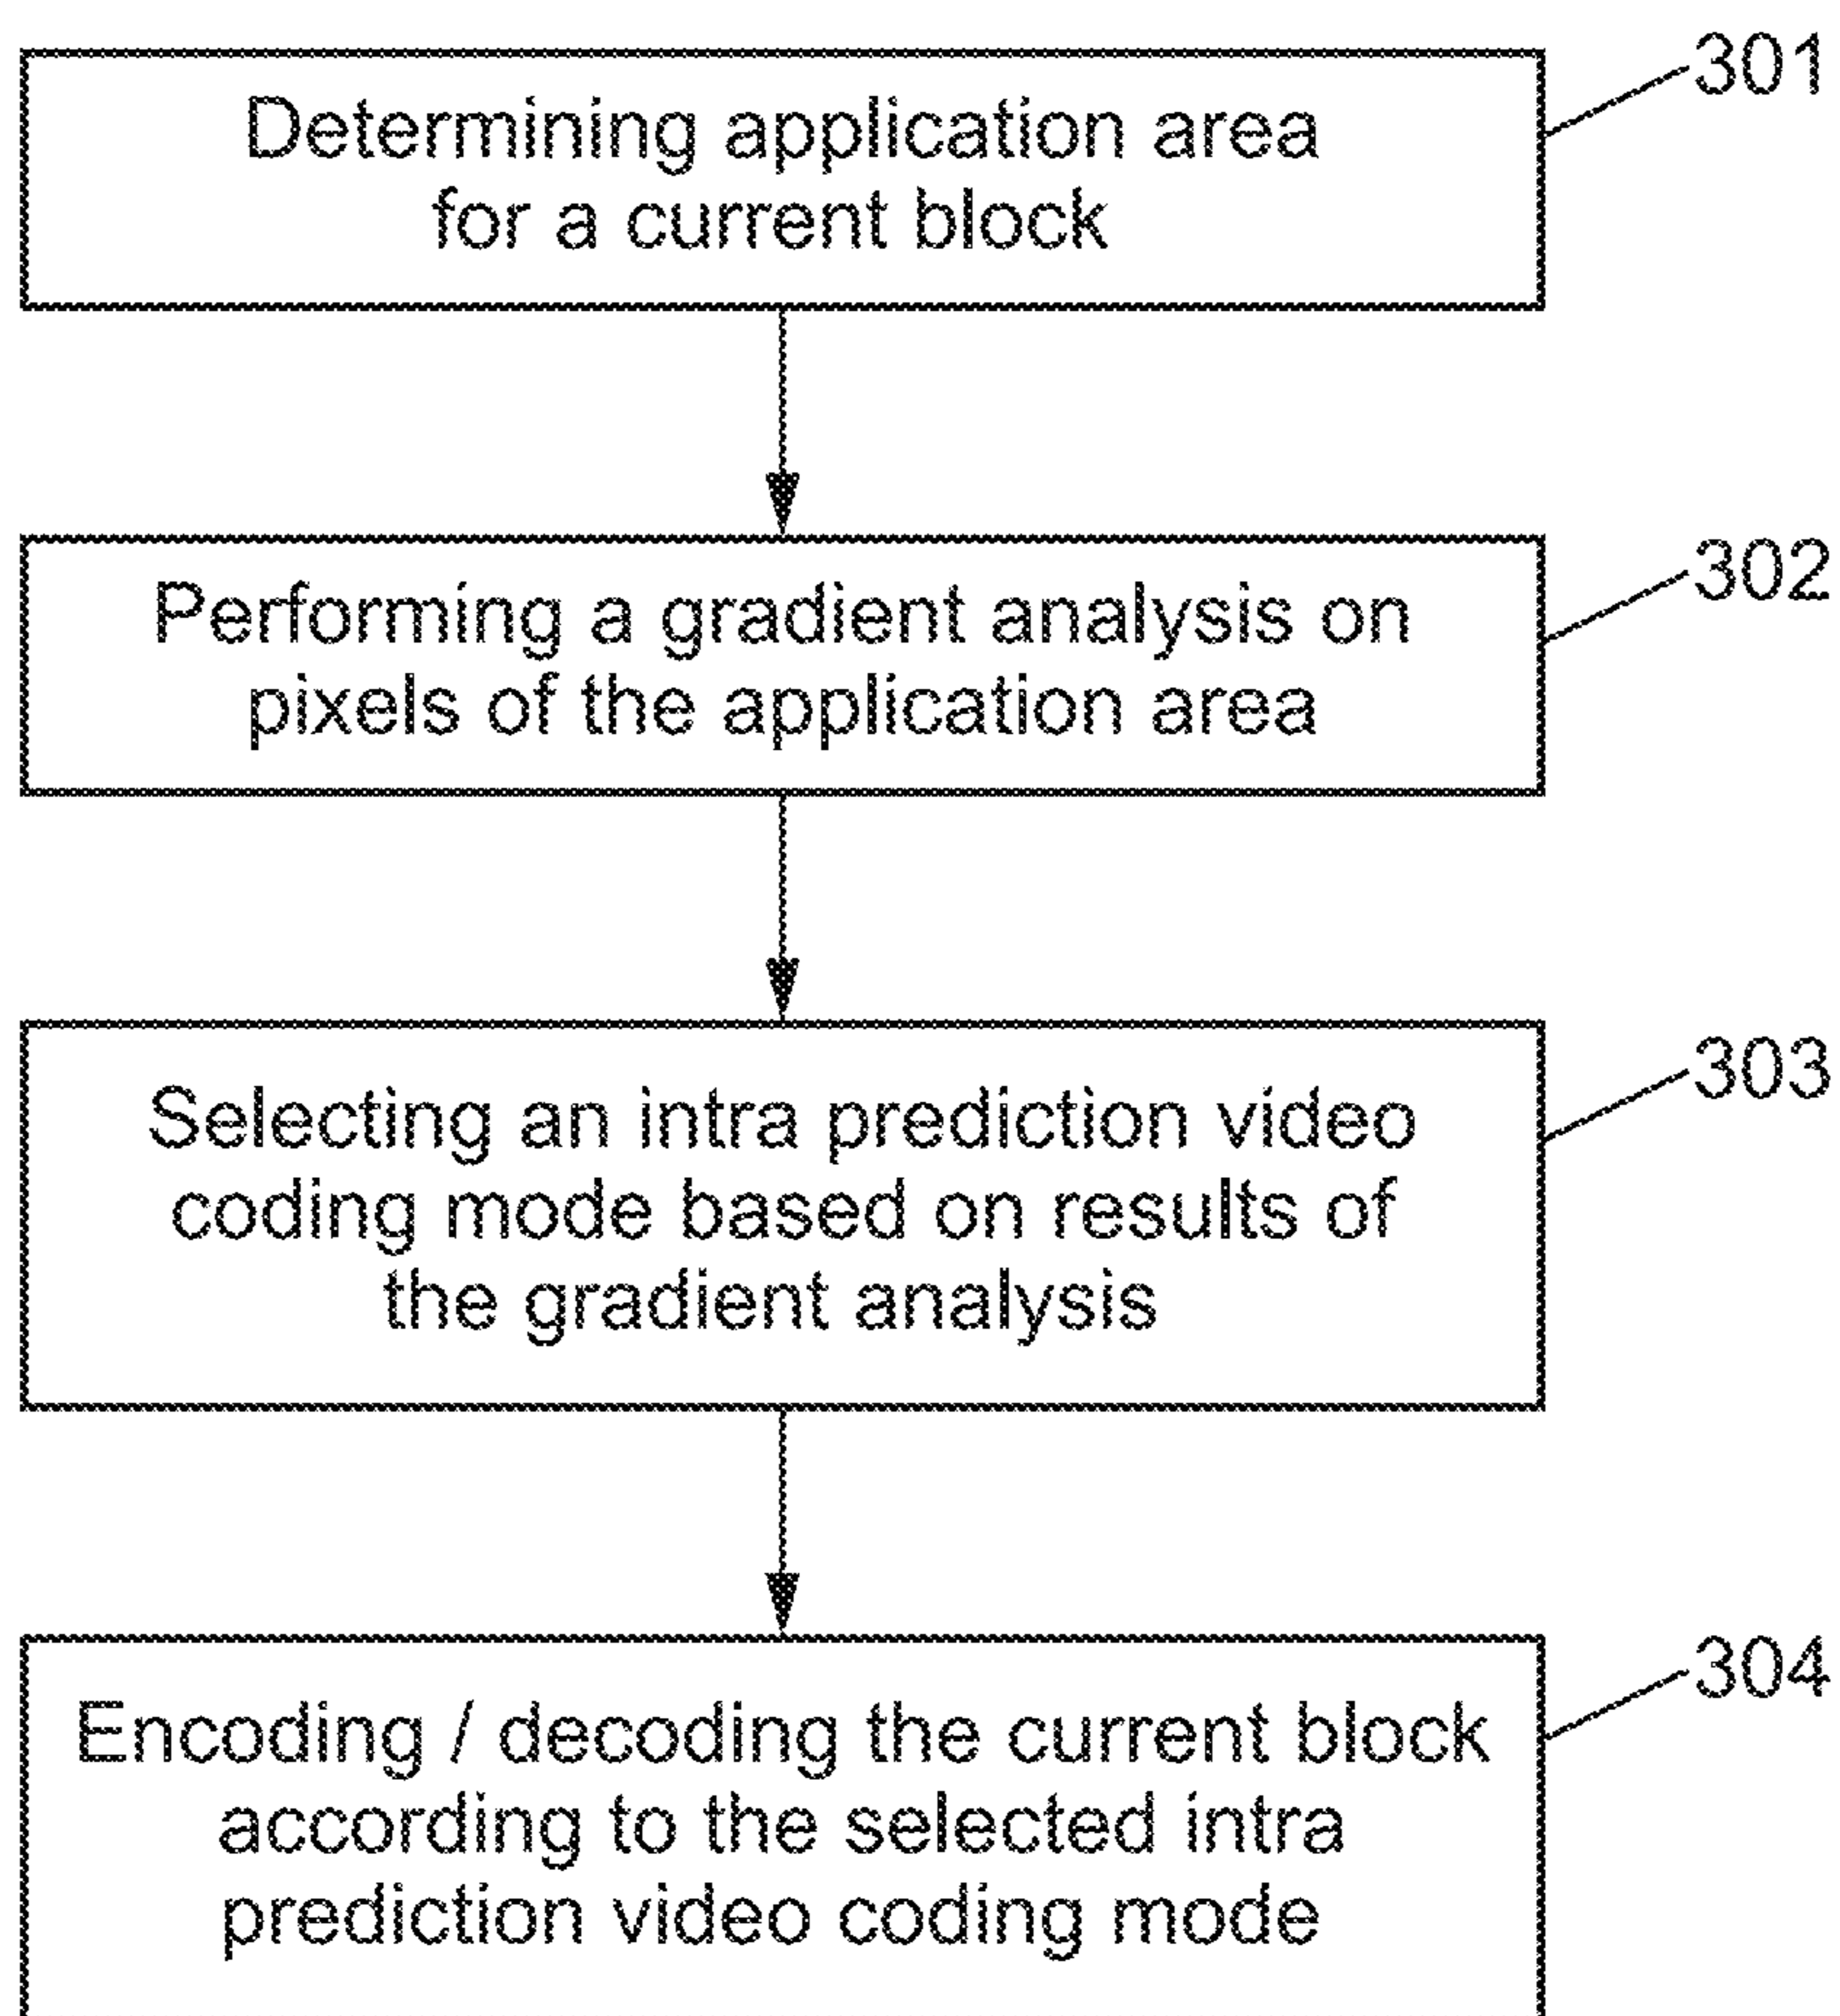 Determining application area
for a current block
301
Performing a gradient analysis on
pixels of the application area
302
Selecting an intra prediction video
coding mode based on results of
the gradient analysis
303
Encoding / decoding the current block
according to the selected intra
prediction video coding mode
304